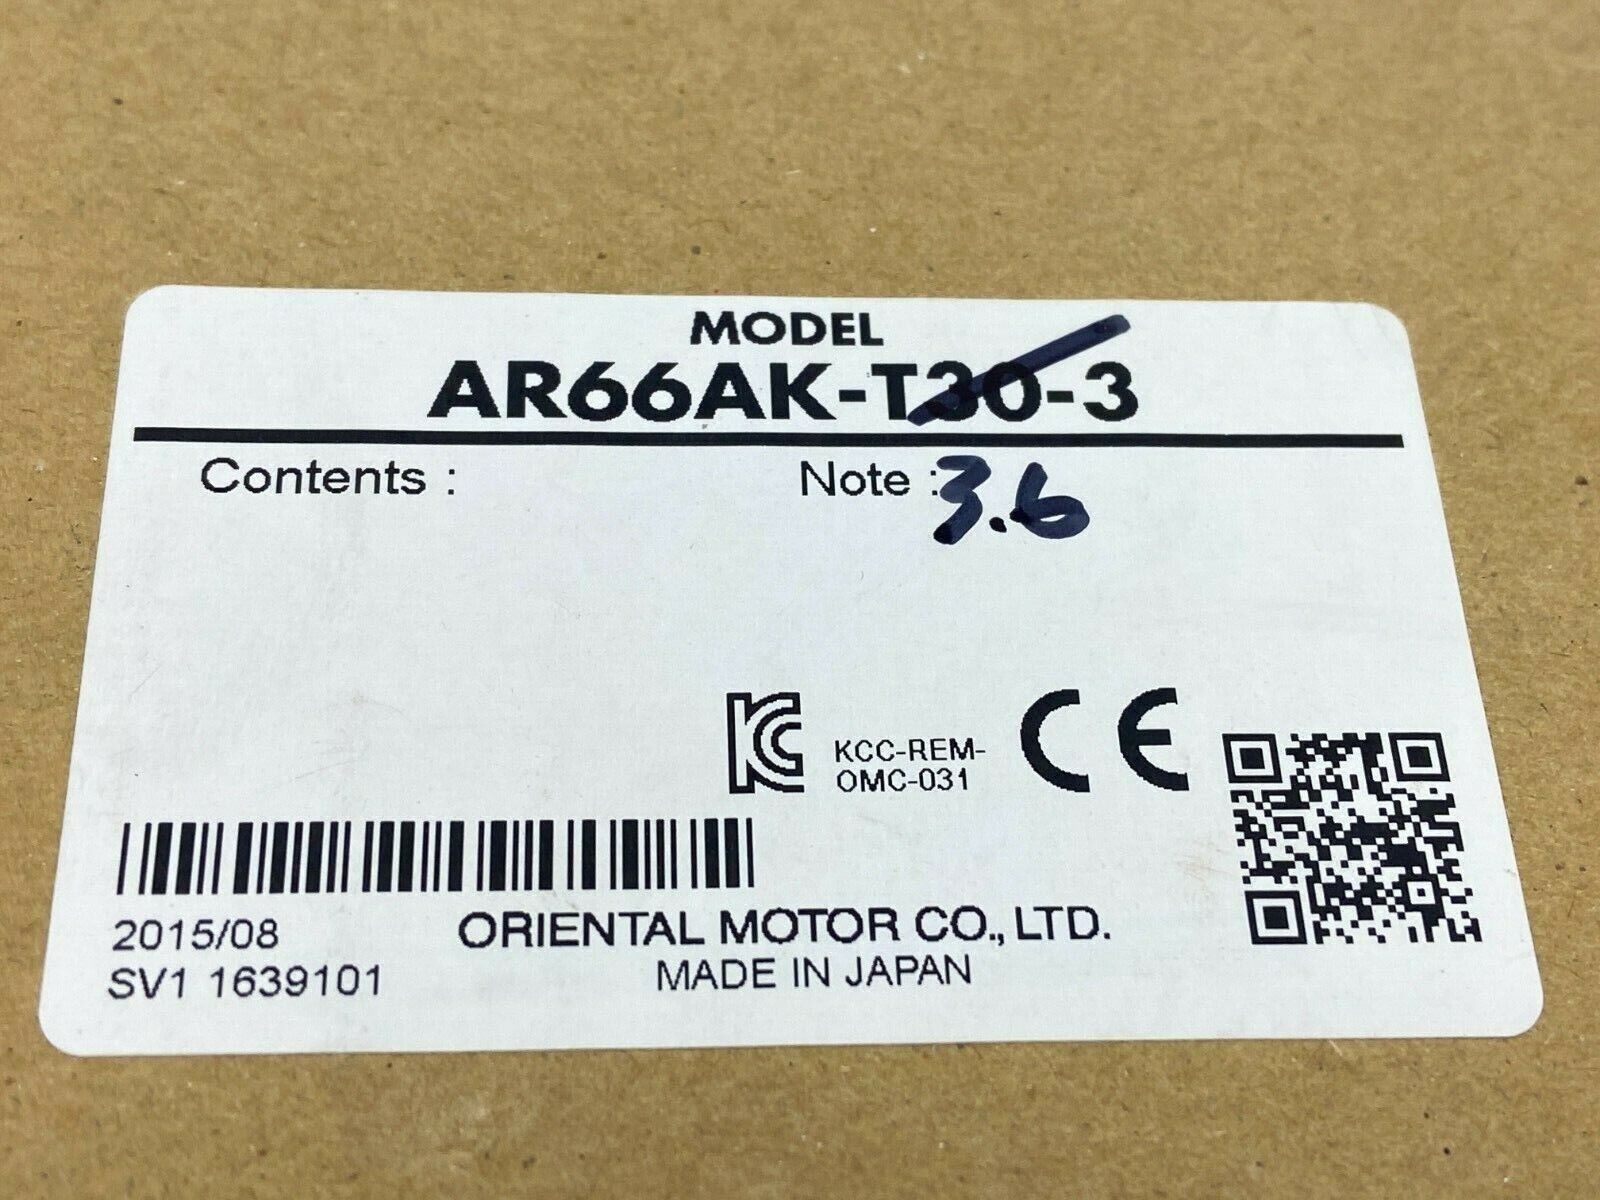 MODEL
AR66AK-T30-3
Contents :
Note : 3.6
KCC-REM-
OMC-031
CE
2015/08
SV1 1639101
ORIENTAL MOTOR CO., LTD.
MADE IN JAPAN